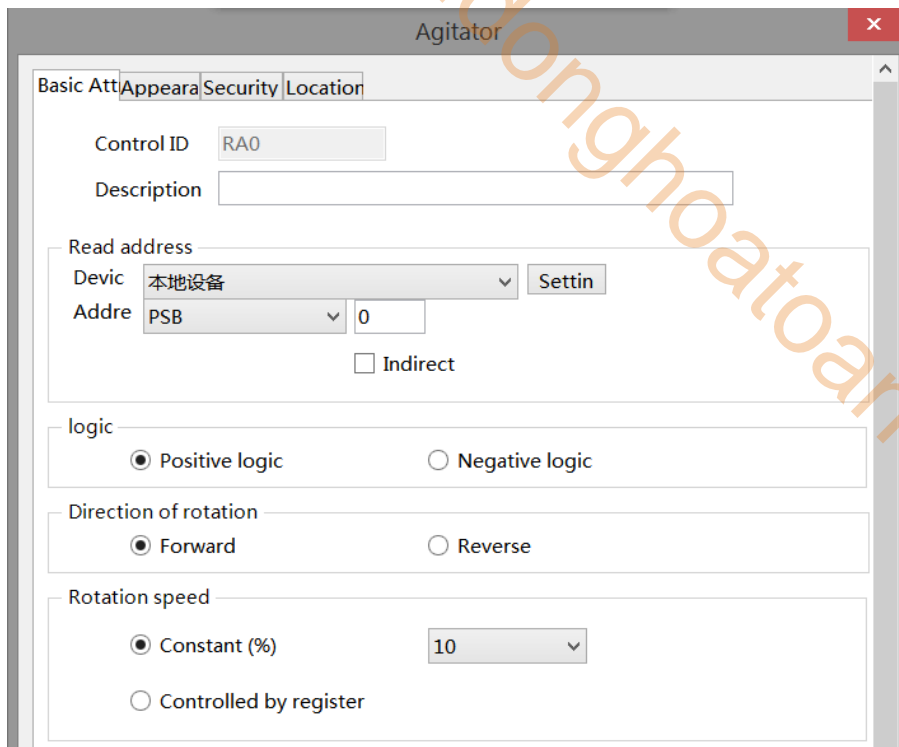 Agitator
Basic Att Appeara Security Location
Control ID RA0
Description
Read address
Devic 本地设备 Settin
Addre PSB 0
Indirect
logic
Positive logic Negative logic
Direction of rotation
Forward Reverse
Rotation speed
Constant (%) 10
Controlled by register
donghoatoan